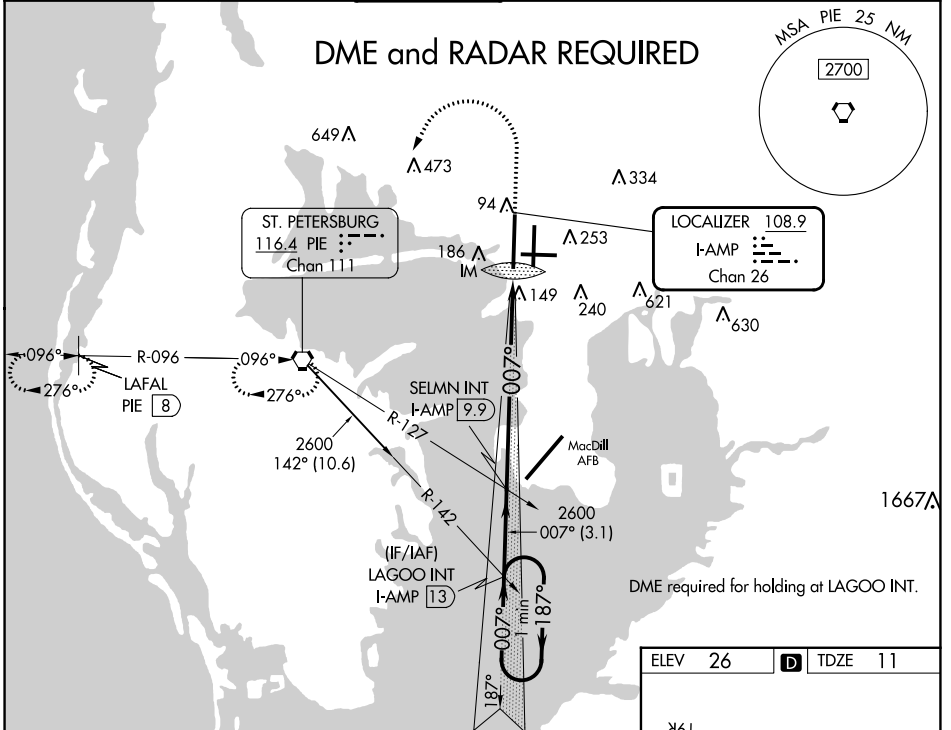 DME and RADAR REQUIRED
MSA PIE 25 NM
2700
649
473
334
94
ST. PETERSBURG
116.4 PIE
Chan 111
LOCALIZER 108.9
I-AMP
Chan 26
253
186
IM
149
240
621
630
096°
R-096
096°
276°
LAFAL
PIE 8
276°
007°
SELMN INT
I-AMP 9.9
R-127
MacDill
AFB
2600
142° (10.6)
R-142
1667
2600
007° (3.1)
(IF/IAF)
LAGOO INT
I-AMP 13
DME required for holding at LAGOO INT.
007°
1 min
187°
187°
ELEV 26 D TDZE 11